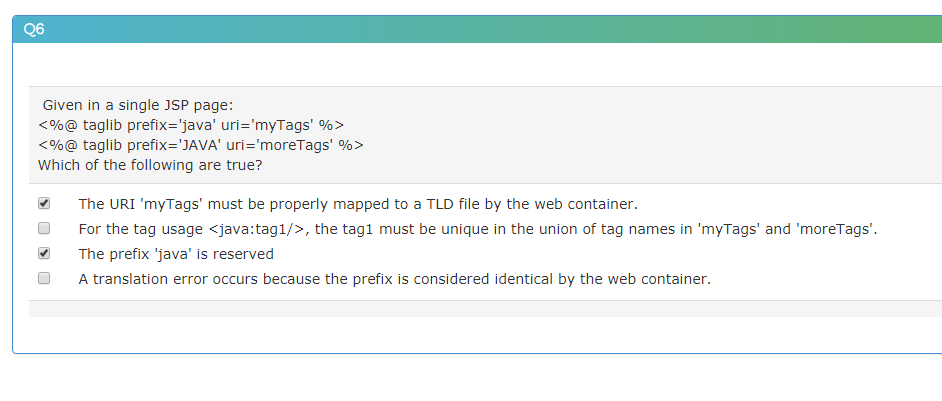 Q6
Given in a single JSP page:
<%@ taglib prefix='java' uri='myTags' %>
<%@ taglib prefix='JAVA' uri='moreTags' %>
Which of the following are true?
The URI 'myTags' must be properly mapped to a TLD file by the web container.
For the tag usage <java:tag1/>, the tag1 must be unique in the union of tag names in 'myTags' and 'moreTags'.
The prefix 'java' is reserved
A translation error occurs because the prefix is considered identical by the web container.